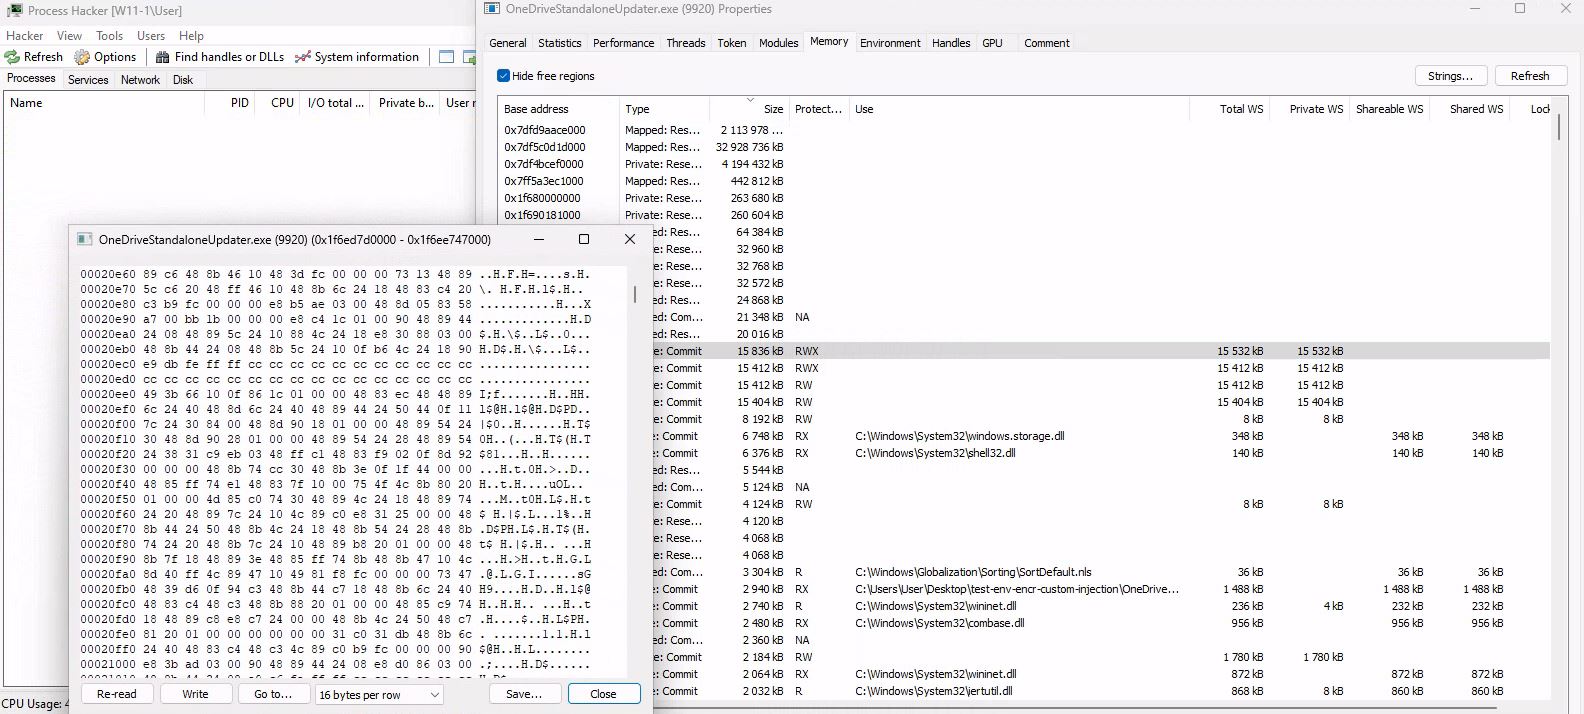 Process Hacker [W11-1\User]
Hacker View Tools Users Help
Refresh Options Find handles or DLLs System information
Processes Services Network Disk
Name PID CPU I/O total ... Private b...
OneDriveStandaloneUpdater.exe (9920) Properties
General Statistics Performance Threads Token Modules Memory Environment Handles GPU Comment
Hide free regions Strings... Refresh
Base address Type Size Protect... Use Total WS Private WS Shareable WS Shared WS Lock
0x7dfd9aace000 Mapped: Res... 2 113 978 ...
0x7df5c0d1d000 Mapped: Res... 32 928 736 kB
0x7df4bcef0000 Private: Rese... 4 194 432 kB
0x7ff5a3ec1000 Mapped: Res... 442 812 kB
0x1f680000000 Private: Rese... 263 680 kB
0x1f690181000 Private: Rese... 260 604 kB
ed: Res... 64 384 kB
e: Rese... 32 960 kB
e: Rese... 32 768 kB
e: Rese... 32 572 kB
e: Rese... 24 868 kB
ed: Com... 21 348 kB NA
ed: Res... 20 016 kB
e: Commit 15 836 kB RWX 15 532 kB 15 532 kB
e: Commit 15 412 kB RWX 15 412 kB 15 412 kB
e: Commit 15 412 kB RW 15 412 kB 15 412 kB
e: Commit 15 404 kB RW 15 404 kB 15 404 kB
e: Commit 8 192 kB RW 8 kB 8 kB
: Commit 6 748 kB RX C:\Windows\System32\windows.storage.dll 348 kB 348 kB 348 kB
: Commit 6 376 kB RX C:\Windows\System32\shell32.dll 140 kB 140 kB 140 kB
ed: Res... 5 544 kB
ed: Com... 5 124 kB NA
e: Commit 4 124 kB RW 8 kB 8 kB
e: Rese... 4 120 kB
e: Rese... 4 068 kB
e: Rese... 4 068 kB
ed: Com... 3 304 kB R C:\Windows\Globalization\Sorting\SortDefault.nls 36 kB 36 kB 36 kB
: Commit 2 940 kB RX C:\Users\User\Desktop\test-env-encr-custom-injection\OneDrive... 1 488 kB 1 488 kB 1 488 kB
: Commit 2 740 kB R C:\Windows\System32\wininet.dll 236 kB 4 kB 232 kB 232 kB
: Commit 2 480 kB RX C:\Windows\System32\combase.dll 956 kB 956 kB 956 kB
ed: Com... 2 360 kB NA
e: Commit 2 184 kB RW 1 780 kB 1 780 kB
: Commit 2 064 kB RX C:\Windows\System32\wininet.dll 872 kB 872 kB 872 kB
: Commit 2 032 kB R C:\Windows\System32\iertutil.dll 868 kB 8 kB 860 kB 860 kB
OneDriveStandaloneUpdater.exe (9920) (0x1f6ed7d0000 - 0x1f6ee747000)
00020e60 89 c6 48 8b 46 10 48 3d fc 00 00 00 73 13 48 89 ..H.F.H=....s.H.
00020e70 5c c6 20 48 ff 46 10 48 8b 6c 24 18 48 83 c4 20 \. H.F.H.l$.H..
00020e80 c3 b9 fc 00 00 00 e8 b5 ae 03 00 48 8d 05 83 58 ...........H...X
00020e90 a7 00 bb 1b 00 00 00 e8 c4 1c 01 00 90 48 89 44 .............H.D
00020ea0 24 08 48 89 5c 24 10 88 4c 24 18 e8 30 88 03 00 $.H.\$..L$..0...
00020eb0 48 8b 44 24 08 48 8b 5c 24 10 0f b6 4c 24 18 90 H.D$.H.\$...L$..
00020ec0 e9 db fe ff ff cc cc cc cc cc cc cc cc cc cc cc ................
00020ed0 cc cc cc cc cc cc cc cc cc cc cc cc cc cc cc cc ................
00020ee0 49 3b 66 10 0f 86 1c 01 00 00 48 83 ec 48 48 89 I;f.......H..HH.
00020ef0 6c 24 40 48 8d 6c 24 40 48 89 44 24 50 44 0f 11 l$@H.l$@H.D$PD..
00020f00 7c 24 30 84 00 48 8d 90 18 01 00 00 48 89 54 24 |$0..H......H.T$
00020f10 30 48 8d 90 28 01 00 00 48 89 54 24 28 48 89 54 0H..(...H.T$(H.T
00020f20 24 38 31 c9 eb 03 48 ff c1 48 83 f9 02 0f 8d 92 $81...H..H......
00020f30 00 00 00 48 8b 74 cc 30 48 8b 3e 0f 1f 44 00 00 ...H.t.0H.>..D..
00020f40 48 85 ff 74 e1 48 83 7f 10 00 75 4f 4c 8b 80 20 H..t.H....uOL..
00020f50 01 00 00 4d 85 c0 74 30 48 89 4c 24 18 48 89 74 ...M..t0H.L$.H.t
00020f60 24 20 48 89 7c 24 10 4c 89 c0 e8 31 25 00 00 48 $ H.|$.L...1%..H
00020f70 8b 44 24 50 48 8b 4c 24 18 48 8b 54 24 28 48 8b .D$PH.L$.H.T$(H.
00020f80 74 24 20 48 8b 7c 24 10 48 89 b8 20 01 00 00 48 t$ H.|$.H.. ...H
00020f90 8b 7f 18 48 89 3e 48 85 ff 74 8b 48 8b 47 10 4c ...H.>H..t.H.G.L
00020fa0 8d 40 ff 4c 89 47 10 49 81 f8 fc 00 00 00 73 47 .@.L.G.I......sG
00020fb0 48 39 d6 0f 94 c3 48 8b 44 c7 18 48 8b 6c 24 40 H9....H.D..H.l$@
00020fc0 48 83 c4 48 c3 48 8b 88 20 01 00 00 48 85 c9 74 H..H.H.. ...H..t
00020fd0 18 48 89 c8 e8 c7 24 00 00 48 8b 4c 24 50 48 c7 .H....$..H.L$PH.
00020fe0 81 20 01 00 00 00 00 00 00 31 c0 31 db 48 8b 6c . .......1.1.H.l
00020ff0 24 40 48 83 c4 48 c3 4c 89 c0 b9 fc 00 00 00 90 $@H..H.L........
00021000 e8 3b ad 03 00 90 48 89 44 24 08 e8 d0 86 03 00 .;....H.D$......
Re-read Write Go to... 16 bytes per row Save... Close
CPU Usage: